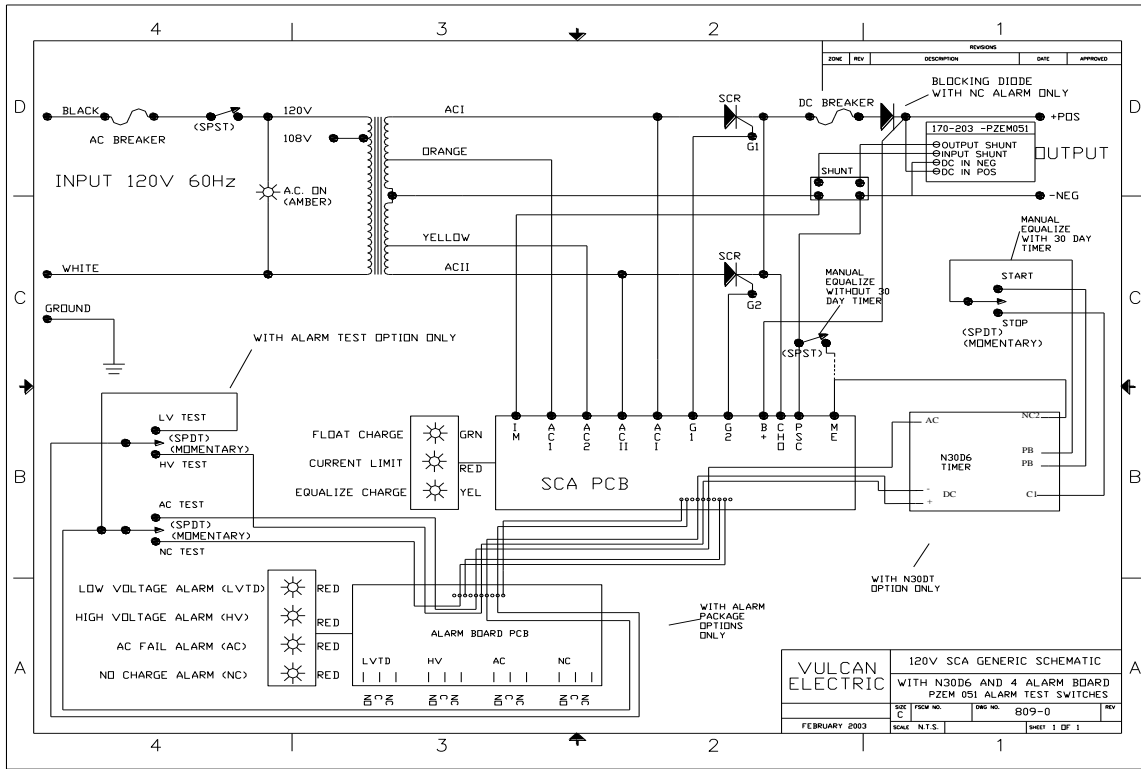 4 3 2 1
REVISIONS
ZONE REV DESCRIPTION DATE APPROVED
D D
BLACK
AC BREAKER
(SPST)
120V
108V
ACI
ORANGE
SCR
G1
DC BREAKER
BLOCKING DIODE
WITH NC ALARM ONLY
+POS
170-203 -PZEM051
OUTPUT SHUNT
INPUT SHUNT
DC IN NEG
DC IN POS
OUTPUT
INPUT 120V 60Hz
A.C. ON
(AMBER)
SHUNT
-NEG
YELLOW
ACII
SCR
G2
WHITE
MANUAL
EQUALIZE
WITH 30 DAY
TIMER
MANUAL
EQUALIZE
WITHOUT 30
DAY TIMER
(SPST)
START
STOP
(SPDT)
(MOMENTARY)
C C
GROUND
WITH ALARM TEST OPTION ONLY
LV TEST
(SPDT)
(MOMENTARY)
HV TEST
AC TEST
(SPDT)
(MOMENTARY)
NC TEST
FLOAT CHARGE GRN
CURRENT LIMIT RED
EQUALIZE CHARGE YEL
IM AC1 AC2 ACII ACI G1 G2 B+ CHO PSC ME
SCA PCB
AC NC2
N30D6
TIMER
PB
PB
- DC
+
C1
B B
WITH N30DT
OPTION ONLY
LOW VOLTAGE ALARM (LVTD) RED
HIGH VOLTAGE ALARM (HV) RED
AC FAIL ALARM (AC) RED
NO CHARGE ALARM (NC) RED
ALARM BOARD PCB
LVTD HV AC NC
NO C NC NO C NC NO C NC NO C NC
WITH ALARM
PACKAGE
OPTIONS
ONLY
A A
VULCAN
ELECTRIC
120V SCA GENERIC SCHEMATIC
WITH N30D6 AND 4 ALARM BOARD
PZEM 051 ALARM TEST SWITCHES
SIZE C FSCM NO. DWG NO. 809-0 REV
FEBRUARY 2003 SCALE N.T.S. SHEET 1 OF 1
4 3 2 1